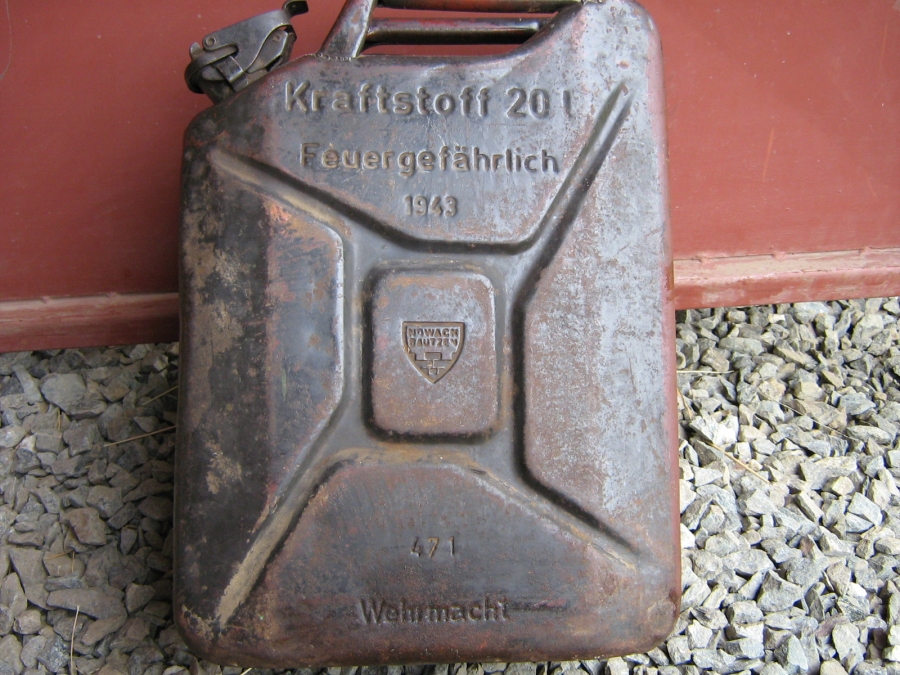 Kraftstoff 20 l
Feuergefährlich
1943
NOWACK
BAUTZEN
471
Wehrmacht